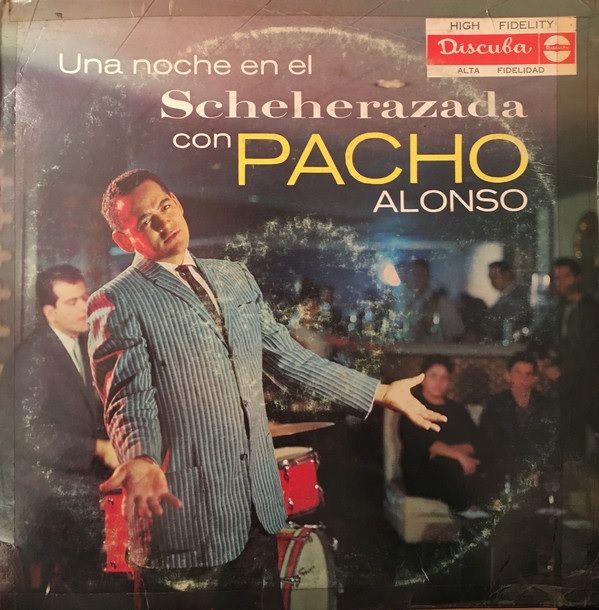 HIGH FIDELITY
Discuba
ALTA FIDELIDAD
Una noche en el
Scheherazada
con PACHO
ALONSO